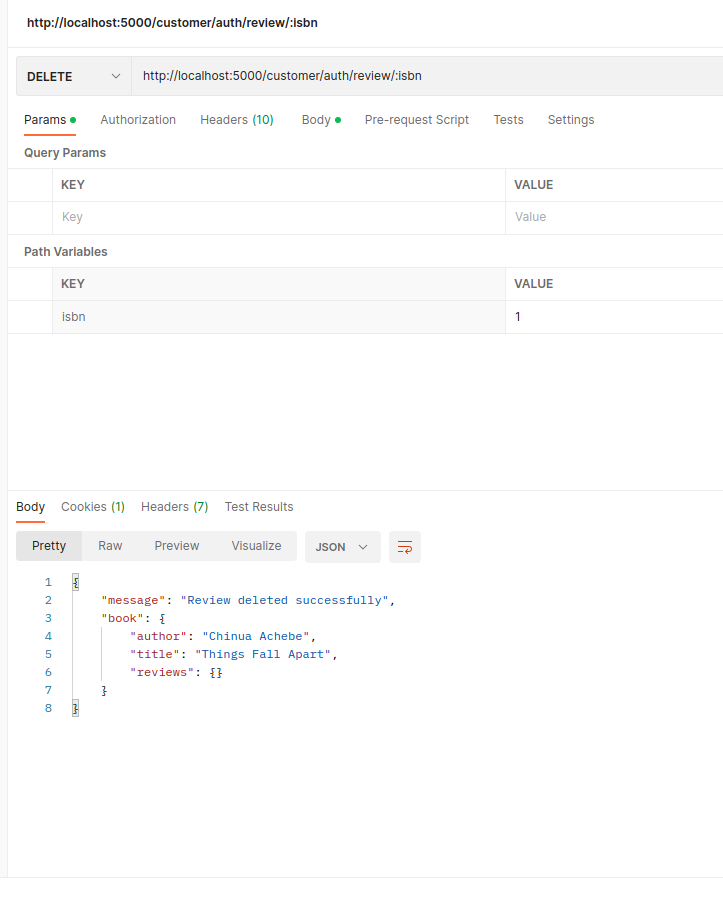 http://localhost:5000/customer/auth/review/:isbn
DELETE http://localhost:5000/customer/auth/review/:isbn
Params Authorization Headers (10) Body Pre-request Script Tests Settings
Query Params
KEY VALUE
Key Value
Path Variables
KEY VALUE
isbn 1
Body Cookies (1) Headers (7) Test Results
Pretty Raw Preview Visualize JSON
1 {
2 "message": "Review deleted successfully",
3 "book": {
4 "author": "Chinua Achebe",
5 "title": "Things Fall Apart",
6 "reviews": {}
7 }
8 }